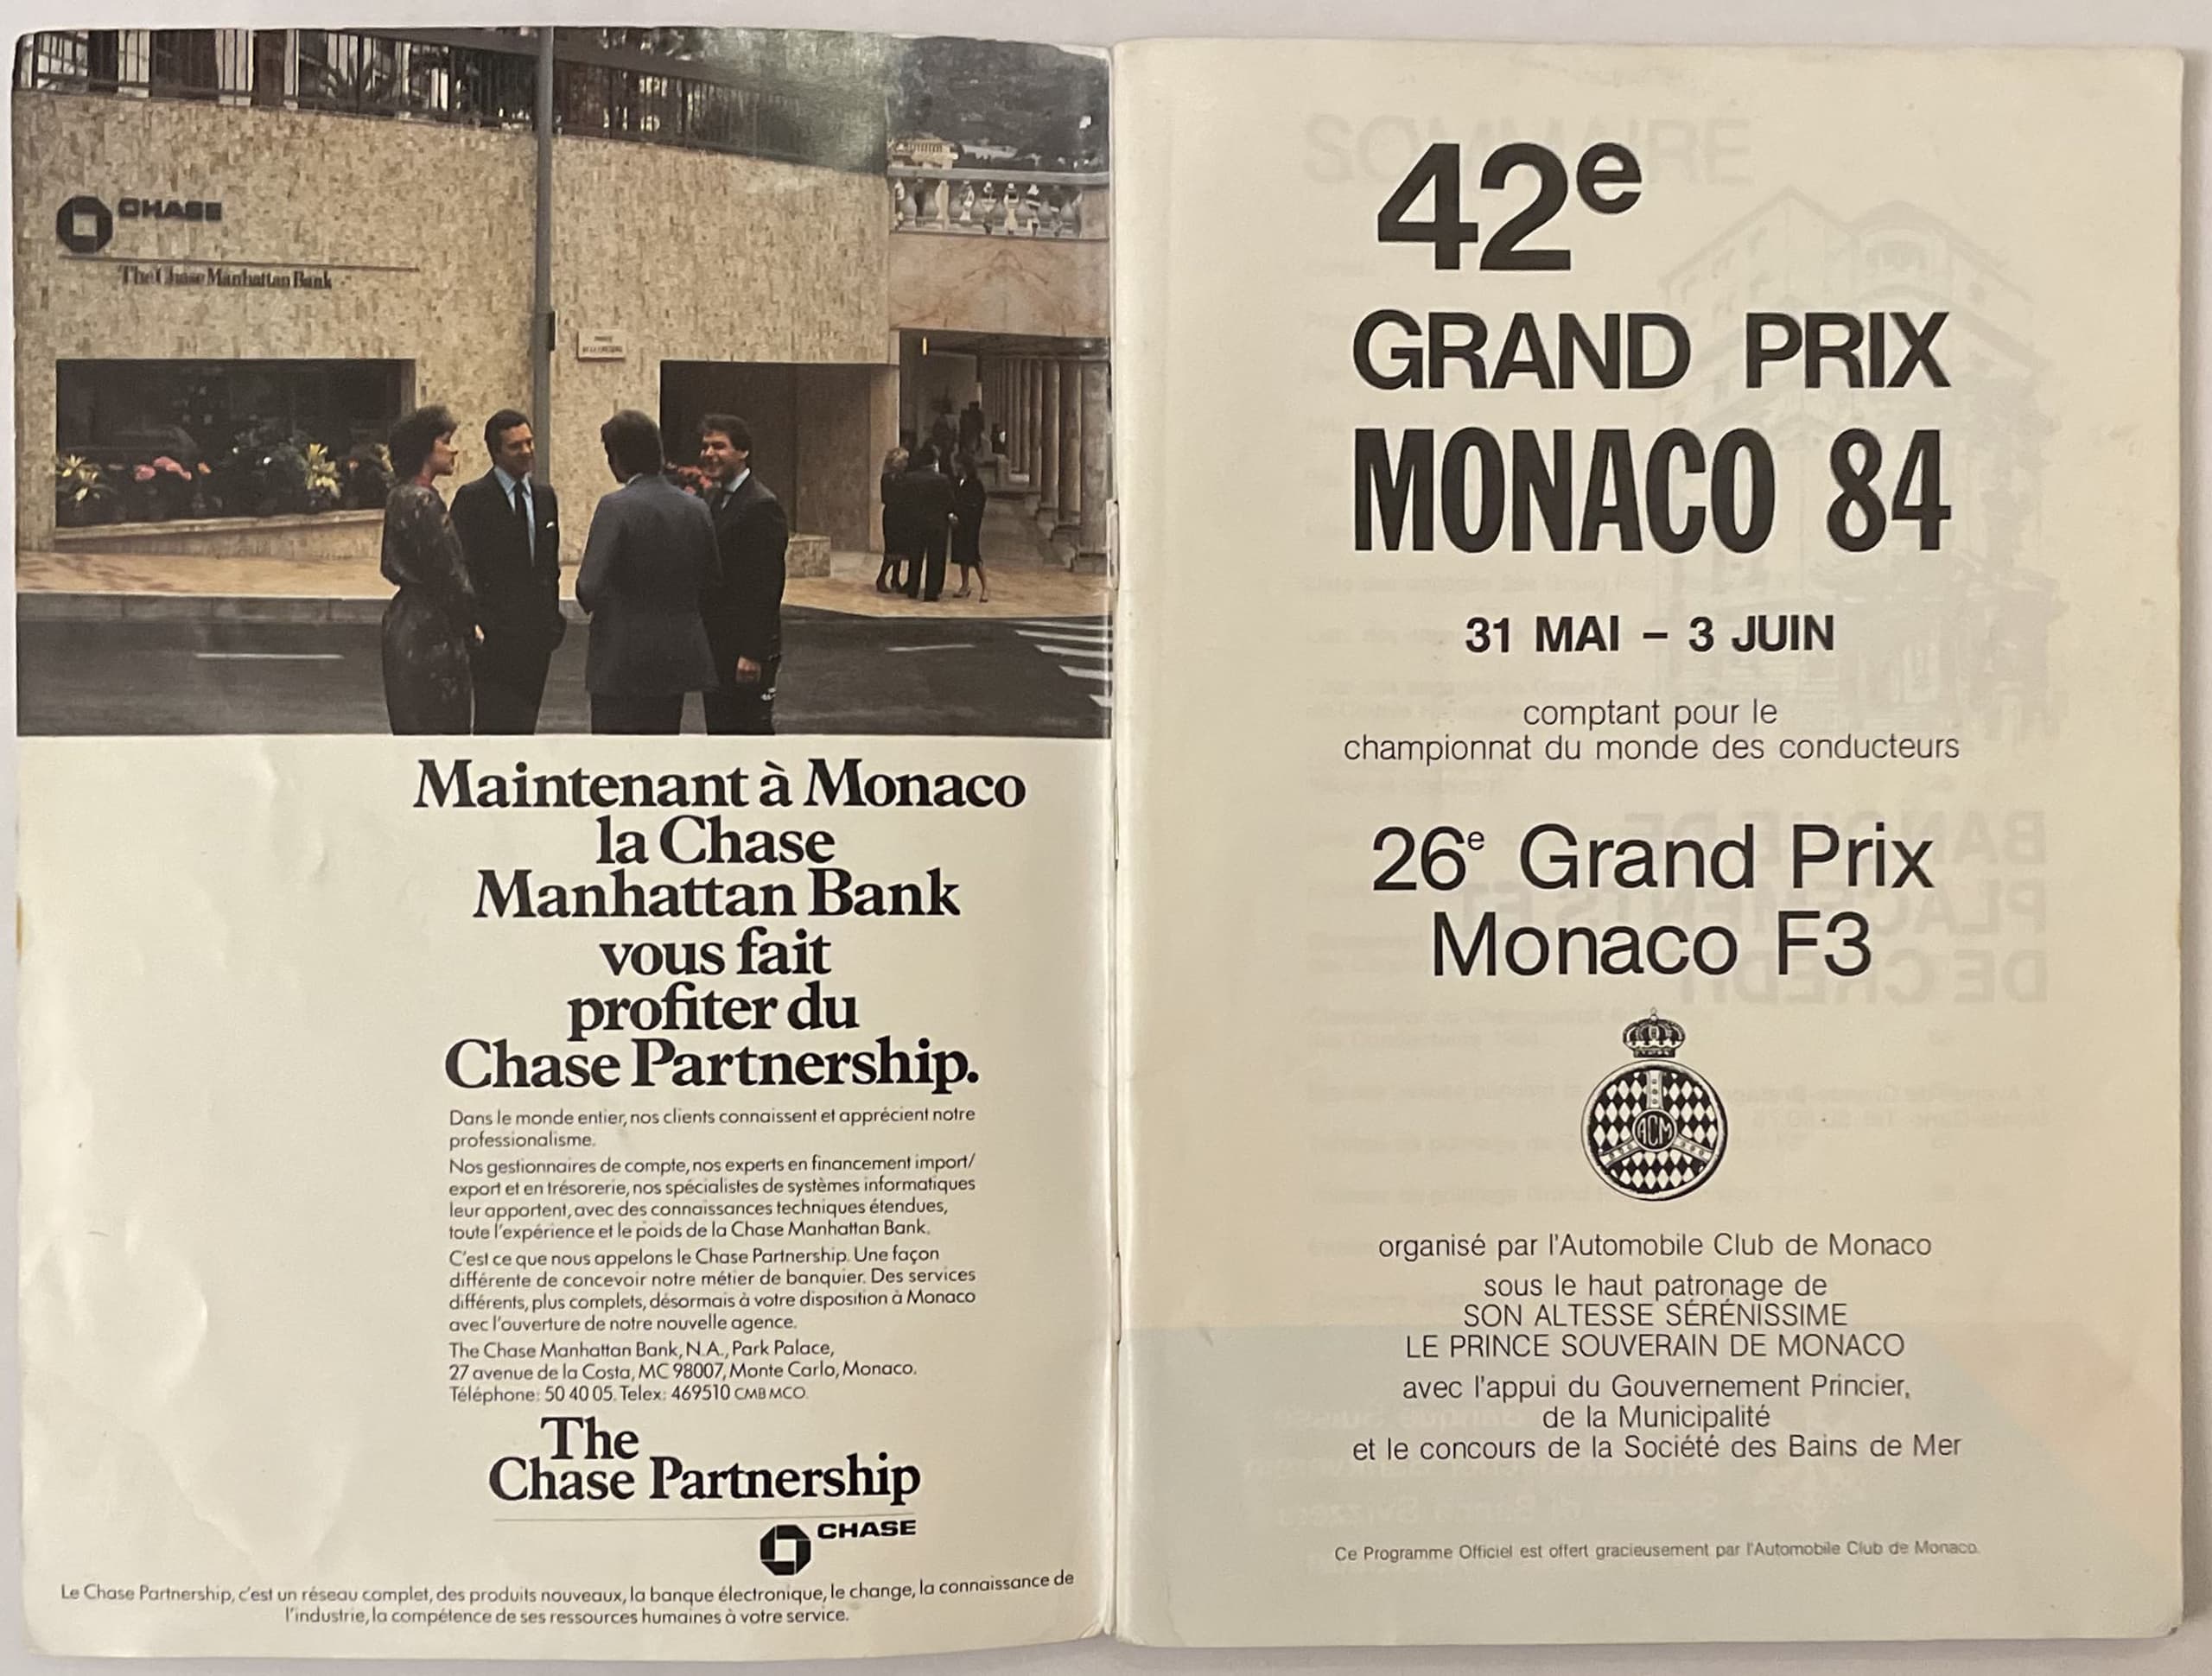 CHASE
The Chase Manhattan Bank
Maintenant à Monaco
la Chase
Manhattan Bank
vous fait
profiter du
Chase Partnership.
Dans le monde entier, nos clients connaissent et apprécient notre
professionalisme.
Nos gestionnaires de compte, nos experts en financement import/
export et en trésorerie, nos spécialistes de systèmes informatiques
leur apportent, avec des connaissances techniques étendues,
toute l'expérience et le poids de la Chase Manhattan Bank.
C'est ce que nous appelons le Chase Partnership. Une façon
différente de concevoir notre métier de banquier. Des services
différents, plus complets, désormais à votre disposition à Monaco
avec l'ouverture de notre nouvelle agence.
The Chase Manhattan Bank, N.A., Park Palace,
27 avenue de la Costa, MC 98007, Monte Carlo, Monaco.
Téléphone: 50 40 05. Telex: 469510 CMB MCO.
The
Chase Partnership
CHASE
Le Chase Partnership, c'est un réseau complet, des produits nouveaux, la banque électronique, le change, la connaissance de
l'industrie, la compétence de ses ressources humaines à votre service.
42e
GRAND PRIX
MONACO 84
31 MAI – 3 JUIN
comptant pour le
championnat du monde des conducteurs
26e Grand Prix
Monaco F3
ACM
organisé par l'Automobile Club de Monaco
sous le haut patronage de
SON ALTESSE SÉRÉNISSIME
LE PRINCE SOUVERAIN DE MONACO
avec l'appui du Gouvernement Princier,
de la Municipalité
et le concours de la Société des Bains de Mer
Ce Programme Officiel est offert gracieusement par l'Automobile Club de Monaco.